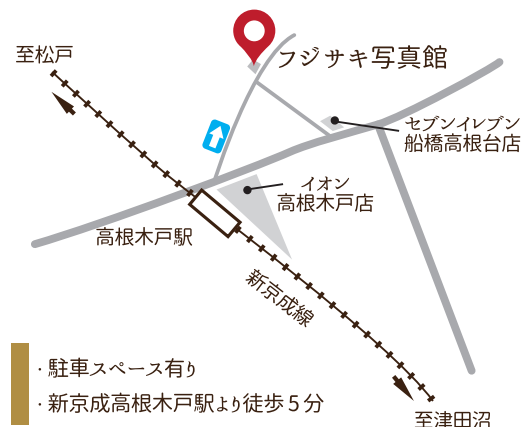 至松戸
フジサキ写真館
セブンイレブン
船橋高根台店
イオン
高根木戸店
高根木戸駅
新京成線
・駐車スペース有り
・新京成高根木戸駅より徒歩5分
至津田沼